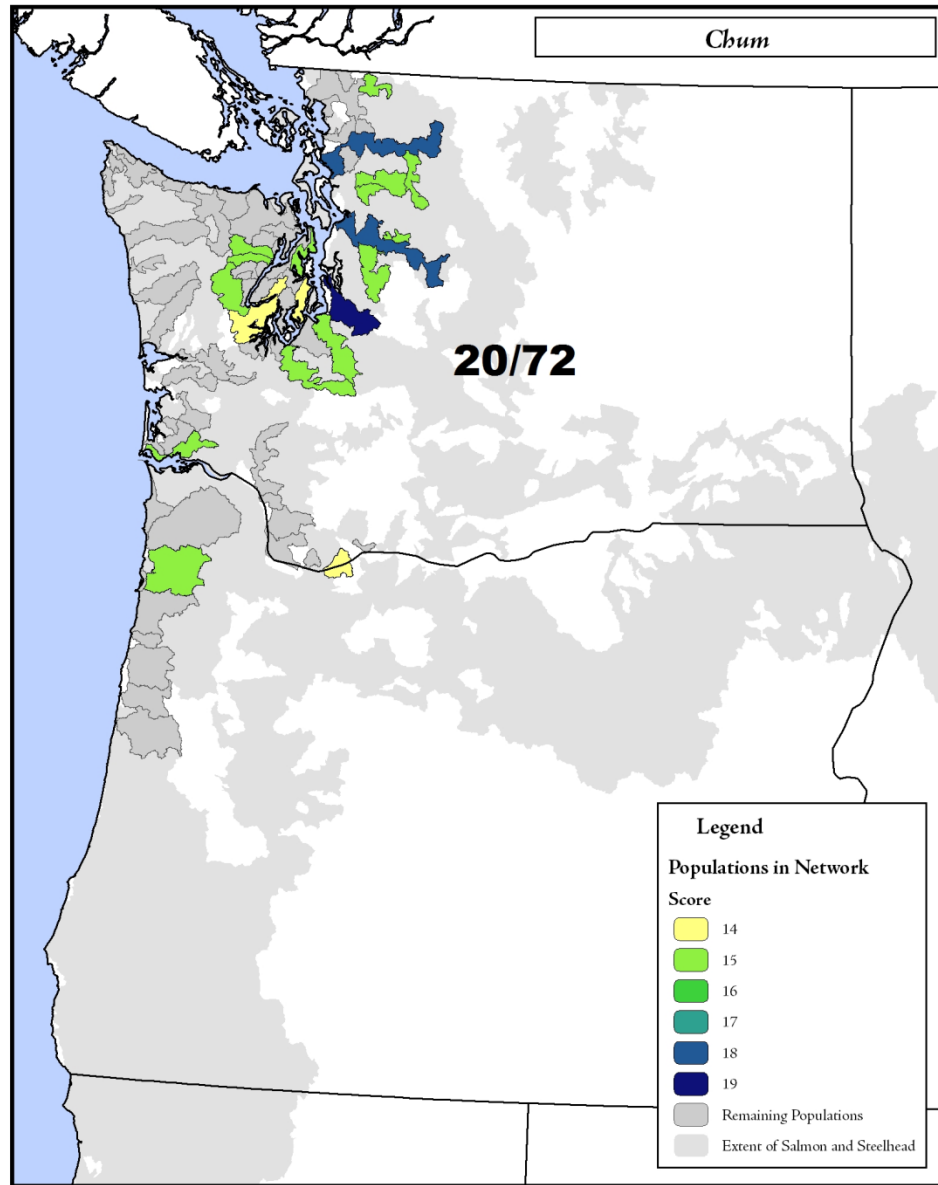 Chum
20/72
Legend
Populations in Network
Score
14
15
16
17
18
19
Remaining Populations
Extent of Salmon and Steelhead